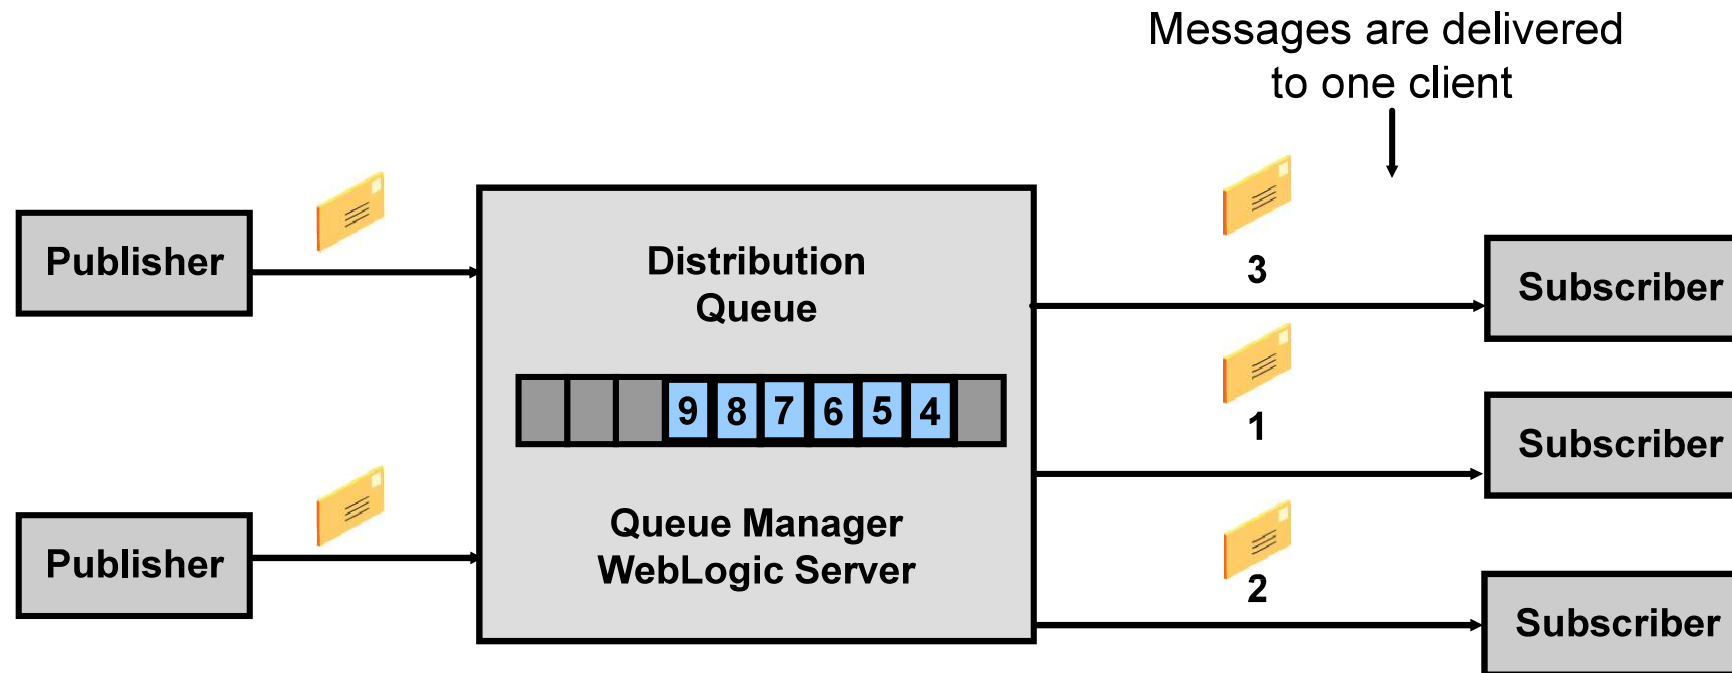 Messages are delivered
to one client
Publisher
Distribution
Queue
3
Subscriber
9 8 7 6 5 4
1
Subscriber
Publisher
Queue Manager
WebLogic Server
2
Subscriber